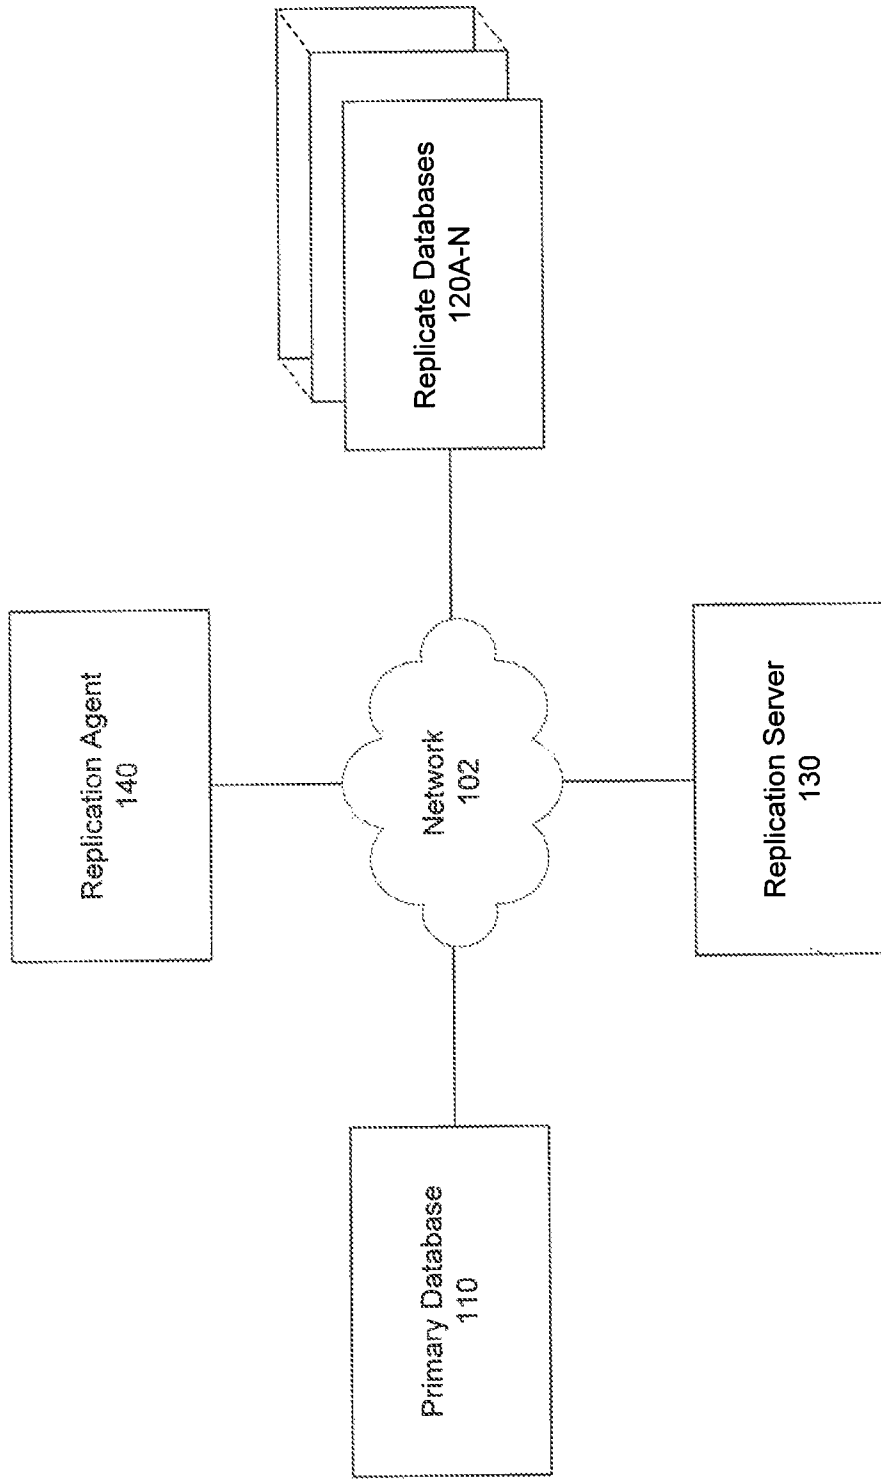 Replication Agent
140
Primary Database
110
Network
102
Replicate Databases
120A-N
Replication Server
130